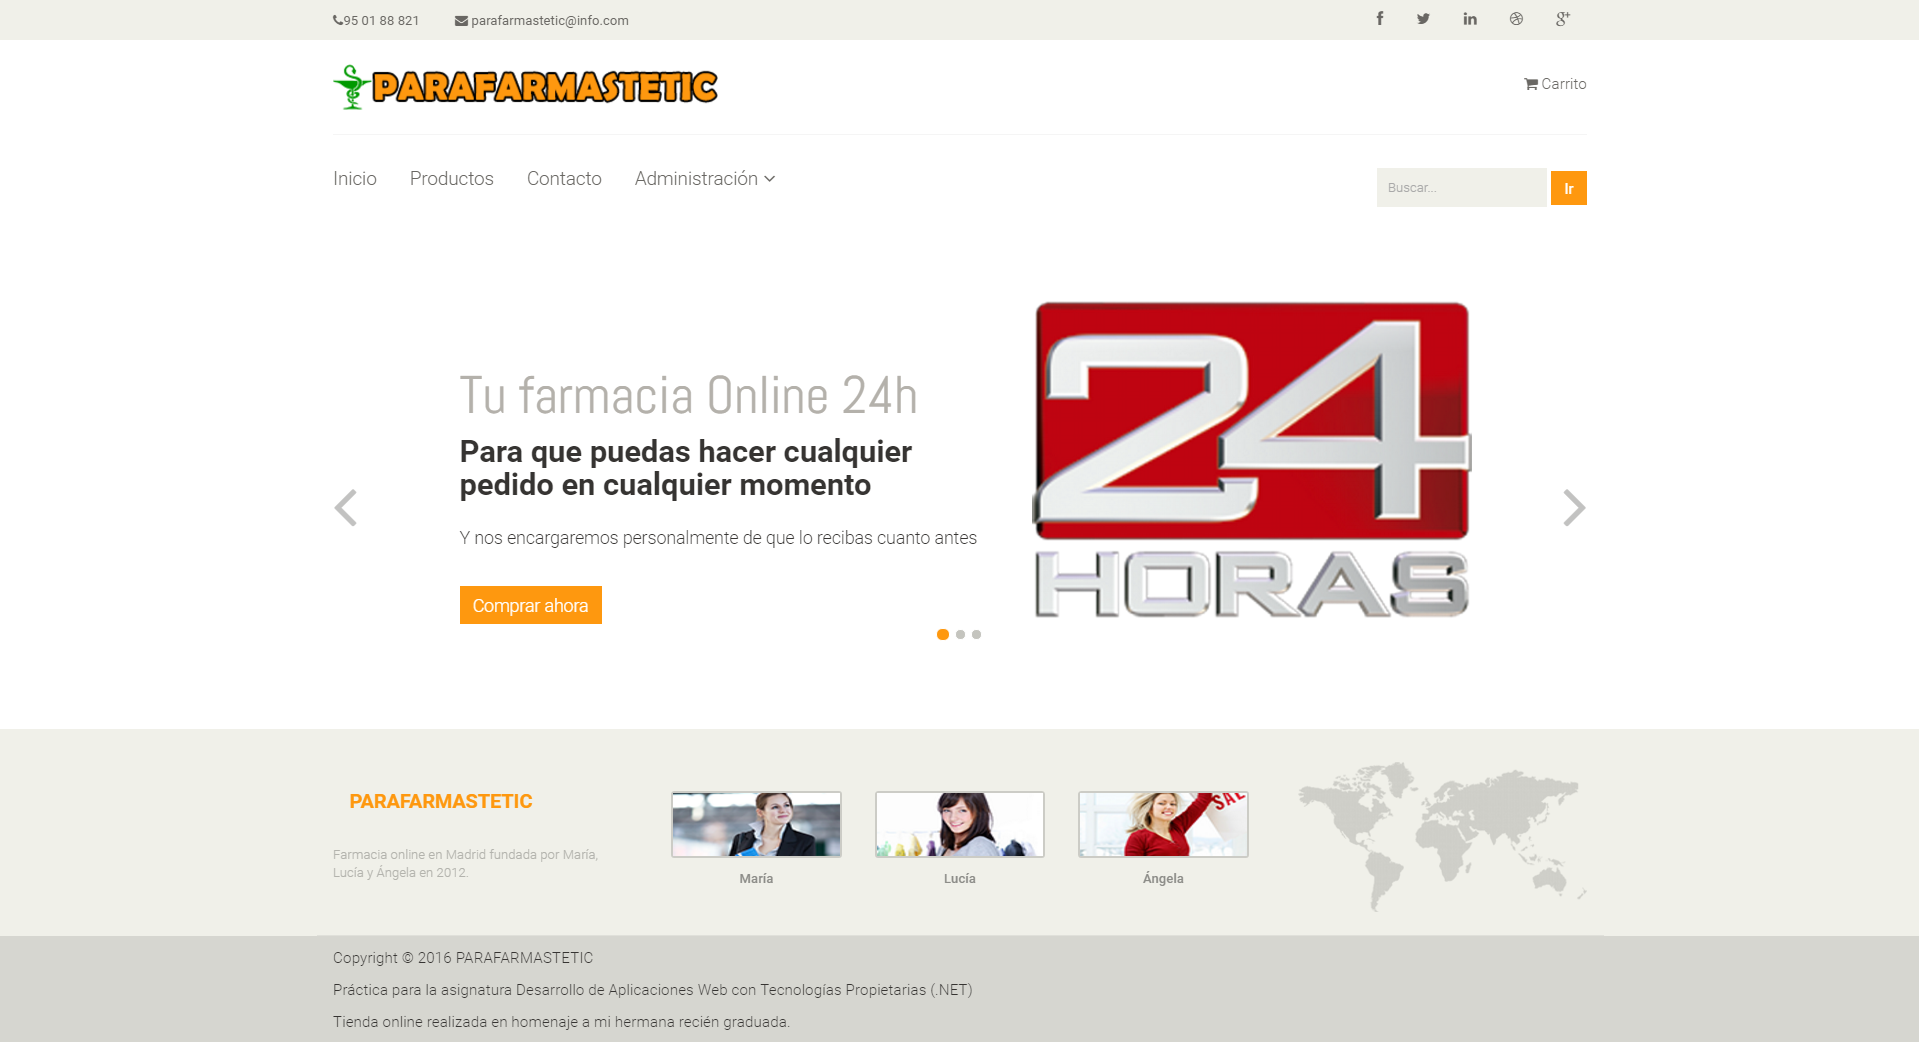 95 01 88 821
parafarmastetic@info.com
PARAFARMASTETIC
Carrito
Inicio
Productos
Contacto
Administración
Buscar...
Ir
Tu farmacia Online 24h
Para que puedas hacer cualquier
pedido en cualquier momento
Y nos encargaremos personalmente de que lo recibas cuanto antes
Comprar ahora
24
HORAS
PARAFARMASTETIC
Farmacia online en Madrid fundada por María,
Lucía y Ángela en 2012.
María
Lucía
SALE
Ángela
Copyright © 2016 PARAFARMASTETIC
Práctica para la asignatura Desarrollo de Aplicaciones Web con Tecnologías Propietarias (.NET)
Tienda online realizada en homenaje a mi hermana recién graduada.